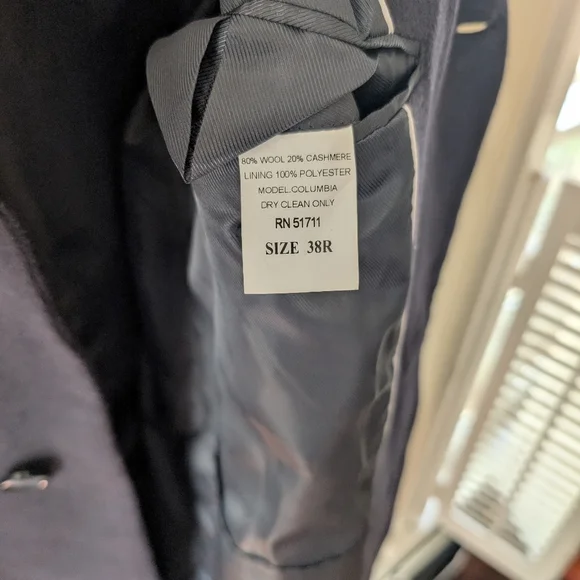 80% WOOL 20% CASHMERE
LINING 100% POLYESTER
MODEL.COLUMBIA
DRY CLEAN ONLY
RN 51711
SIZE 38R